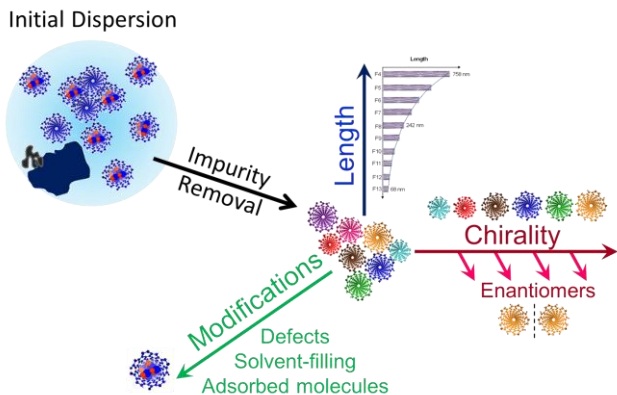 Initial Dispersion
Impurity
Removal
Length
Length
F4
758 nm
F5
F6
F7
F8
242 nm
F9
F10
F11
F12
F13
Chirality
Enantiomers
Modifications
Defects
Solvent-filling
Adsorbed molecules